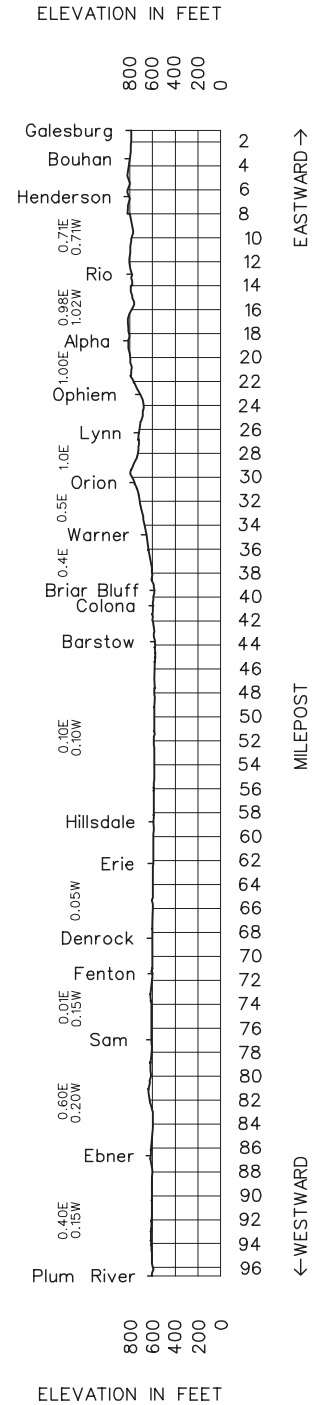 ELEVATION IN FEET
800 600 400 200 0
Galesburg
Bouhan
Henderson
0.71E
0.71W
Rio
0.98E
1.02W
Alpha
1.00E
Ophiem
Lynn
1.0E
Orion
0.5E
Warner
0.4E
Briar Bluff
Colona
Barstow
0.10E
0.10W
Hillsdale
Erie
0.05W
Denrock
Fenton
0.01E
0.15W
Sam
0.60E
0.20W
Ebner
0.40E
0.15W
Plum River
2
4
6
8
10
12
14
16
18
20
22
24
26
28
30
32
34
36
38
40
42
44
46
48
50
52
54
56
58
60
62
64
66
68
70
72
74
76
78
80
82
84
86
88
90
92
94
96
EASTWARD →
MILEPOST
←WESTWARD
800 600 400 200 0
ELEVATION IN FEET